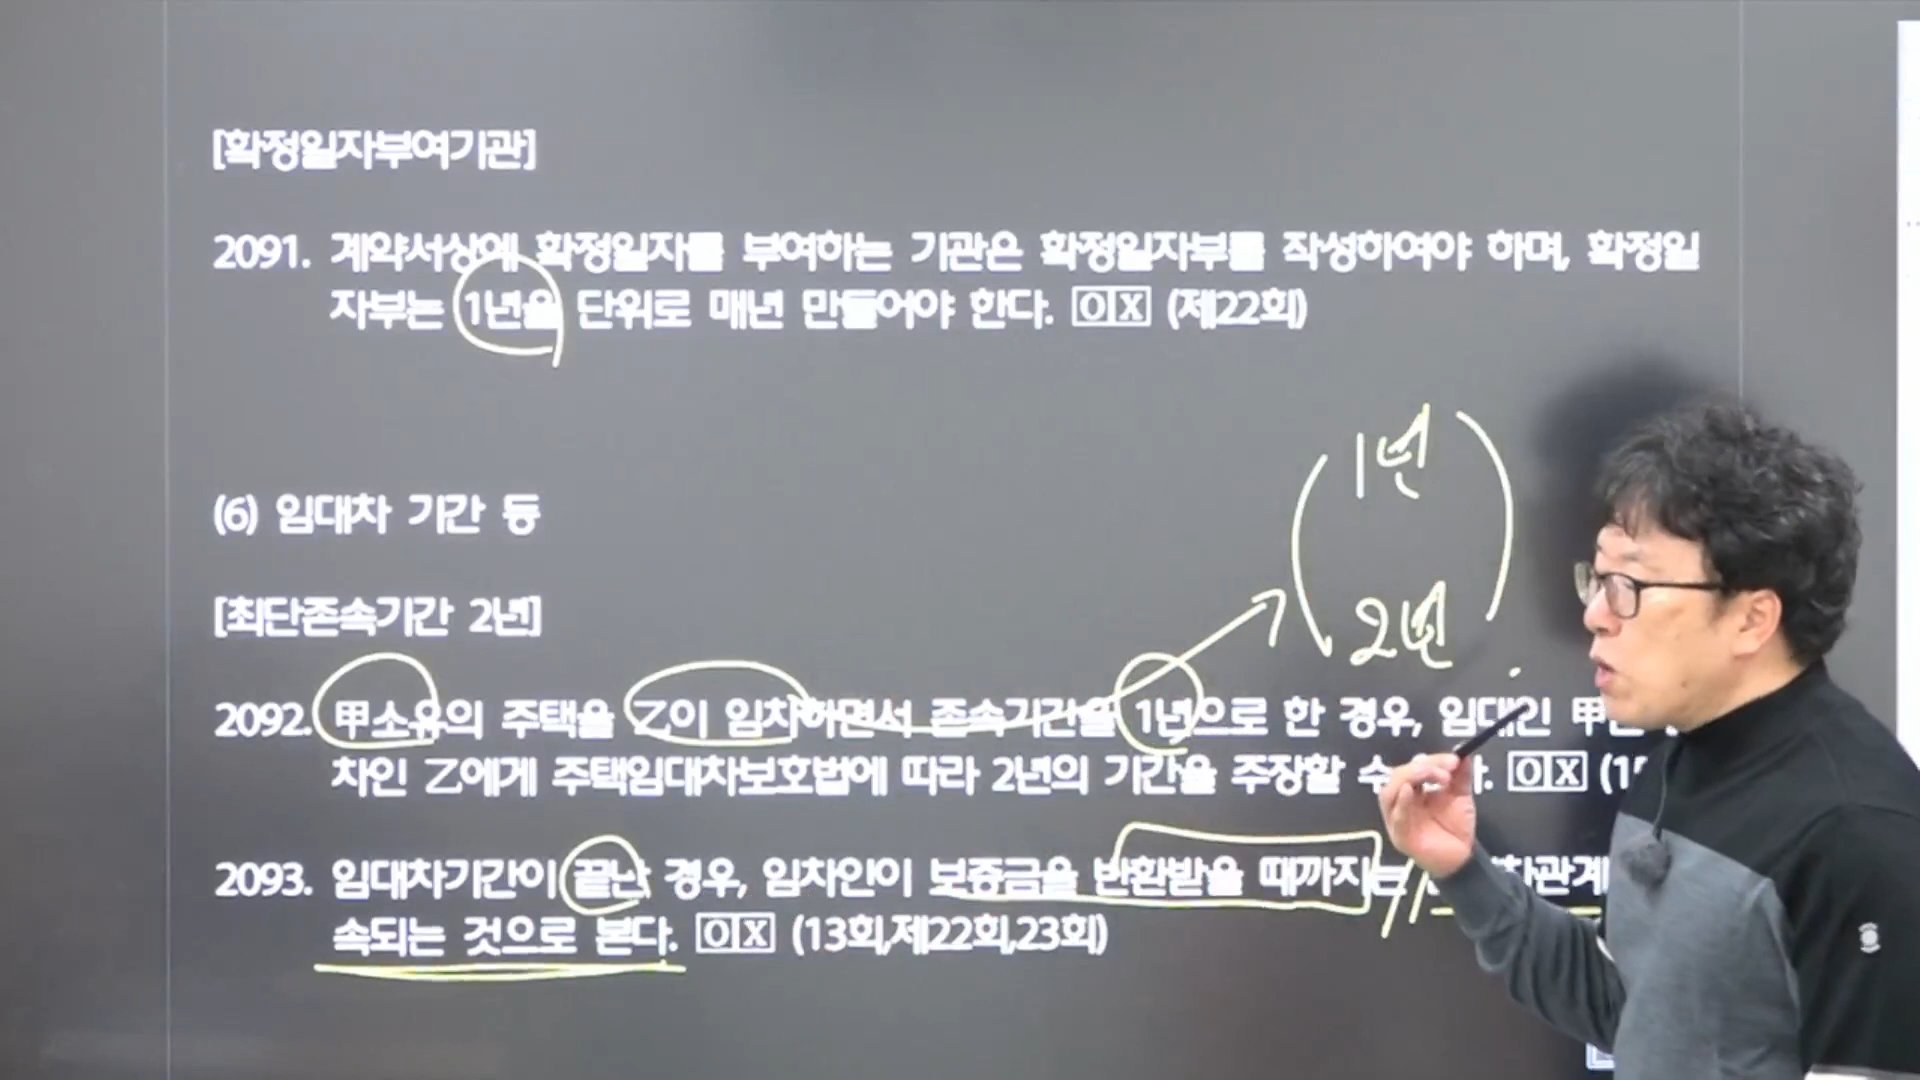 [확정일자부여기관]
2091. 계약서상에 확정일자를 부여하는 기관은 확정일자부를 작성하여야 하며, 확정일
자부는 1년을 단위로 매년 만들어야 한다. O X (제22회)
1년
(6) 임대차 기간 등
[최단존속기간 2년]
2년
2092. 甲소유의 주택을 乙이 임차하면서 존속기간을 1년으로 한 경우, 임대인 甲은
차인 乙에게 주택임대차보호법에 따라 2년의 기간을 주장할 수 O X
2093. 임대차기간이 끝난 경우, 임차인이 보증금을 반환받을 때까지는 차관계
속되는 것으로 본다. O X (13회,제22회,23회)